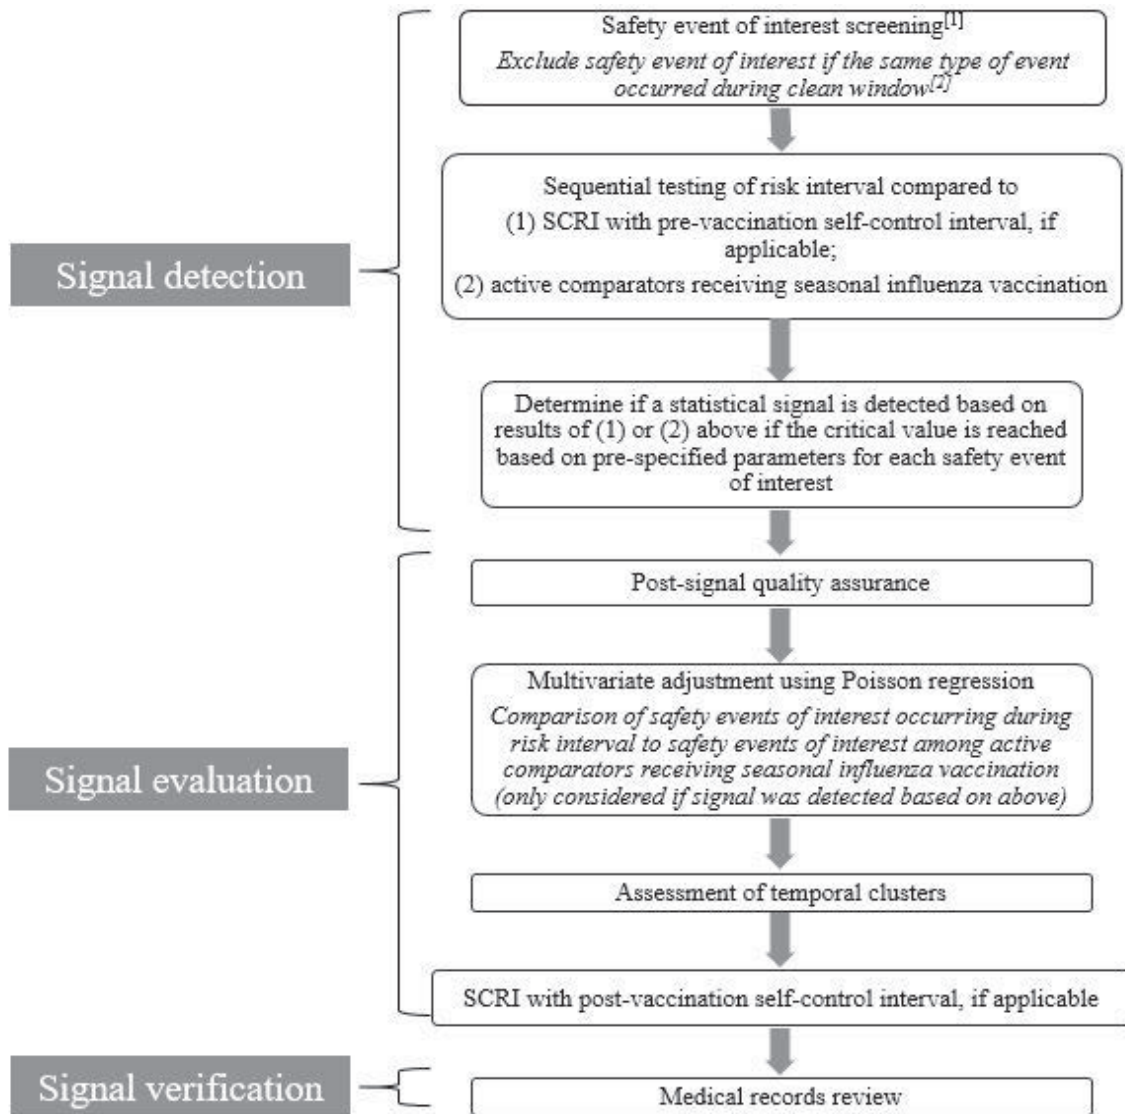 Safety event of interest screening[1]
Exclude safety event of interest if the same type of event
occurred during clean window[2]
Sequential testing of risk interval compared to
(1) SCRI with pre-vaccination self-control interval, if
applicable;
(2) active comparators receiving seasonal influenza vaccination
Signal detection
Determine if a statistical signal is detected based on
results of (1) or (2) above if the critical value is reached
based on pre-specified parameters for each safety event
of interest
Post-signal quality assurance
Multivariate adjustment using Poisson regression
Comparison of safety events of interest occurring during
risk interval to safety events of interest among active
comparators receiving seasonal influenza vaccination
(only considered if signal was detected based on above)
Signal evaluation
Assessment of temporal clusters
SCRI with post-vaccination self-control interval, if applicable
Signal verification
Medical records review